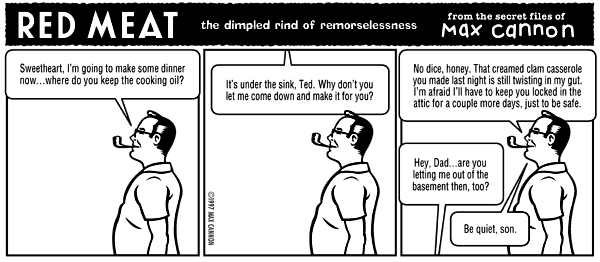 RED MEAT
the dimpled rind of remorselessness
from the secret files of
max cannon
Sweetheart, I'm going to make some dinner
now...where do you keep the cooking oil?
It's under the sink, Ted. Why don't you
let me come down and make it for you?
©1997 MAX CANNON
No dice, honey. That creamed clam casserole
you made last night is still twisting in my gut.
I'm afraid I'll have to keep you locked in the
attic for a couple more days, just to be safe.
Hey, Dad...are you
letting me out of the
basement then, too?
Be quiet, son.